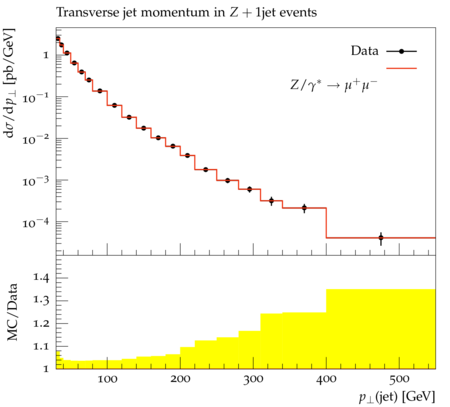 Transverse jet momentum in Z + 1jet events
dσ/dp⊥ [pb/GeV]
Data
Z/γ* → μ+μ−
1
10−1
10−2
10−3
10−4
MC/Data
1.4
1.3
1.2
1.1
1
100 200 300 400 500
p⊥(jet) [GeV]